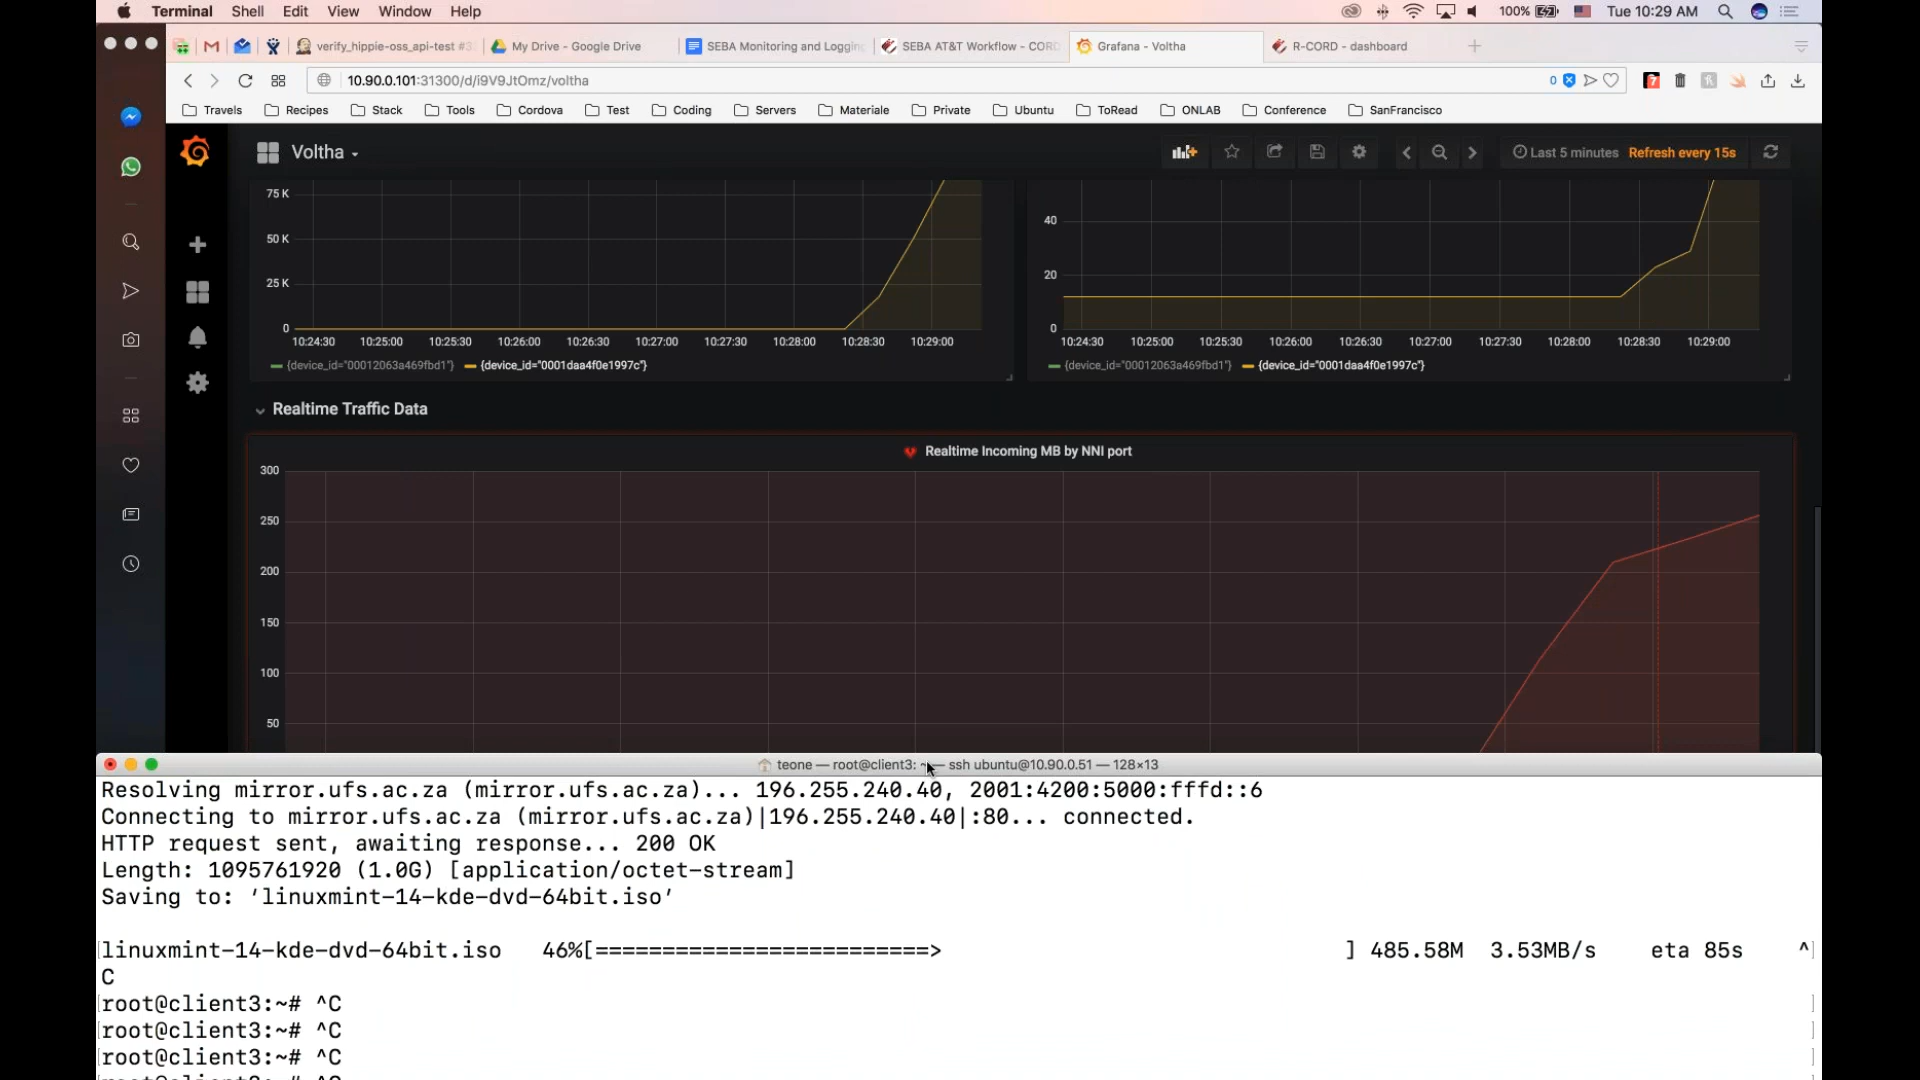 Terminal Shell Edit View Window Help 100% Tue 10:29 AM
verify_hippie-oss_api-test #3 My Drive - Google Drive SEBA Monitoring and Logging SEBA AT&T Workflow - CORD Grafana - Voltha R-CORD - dashboard
10.90.0.101:31300/d/i9V9JtOmz/voltha 0
Travels Recipes Stack Tools Cordova Test Coding Servers Materiale Private Ubuntu ToRead ONLAB Conference SanFrancisco
Voltha Last 5 minutes Refresh every 15s
75 K
50 K
25 K
0
10:24:30 10:25:00 10:25:30 10:26:00 10:26:30 10:27:00 10:27:30 10:28:00 10:28:30 10:29:00
{device_id="00012063a469fbd1"} {device_id="0001daa4f0e1997c"}
40
20
0
10:24:30 10:25:00 10:25:30 10:26:00 10:26:30 10:27:00 10:27:30 10:28:00 10:28:30 10:29:00
{device_id="00012063a469fbd1"} {device_id="0001daa4f0e1997c"}
Realtime Traffic Data
Realtime Incoming MB by NNI port
300
250
200
150
100
50
teone — root@client3: ~ — ssh ubuntu@10.90.0.51 — 128×13
Resolving mirror.ufs.ac.za (mirror.ufs.ac.za)... 196.255.240.40, 2001:4200:5000:fffd::6
Connecting to mirror.ufs.ac.za (mirror.ufs.ac.za)|196.255.240.40|:80... connected.
HTTP request sent, awaiting response... 200 OK
Length: 1095761920 (1.0G) [application/octet-stream]
Saving to: ‘linuxmint-14-kde-dvd-64bit.iso’
linuxmint-14-kde-dvd-64bit.iso 46%[=========================> ] 485.58M 3.53MB/s eta 85s ^
C
root@client3:~# ^C
root@client3:~# ^C
root@client3:~# ^C